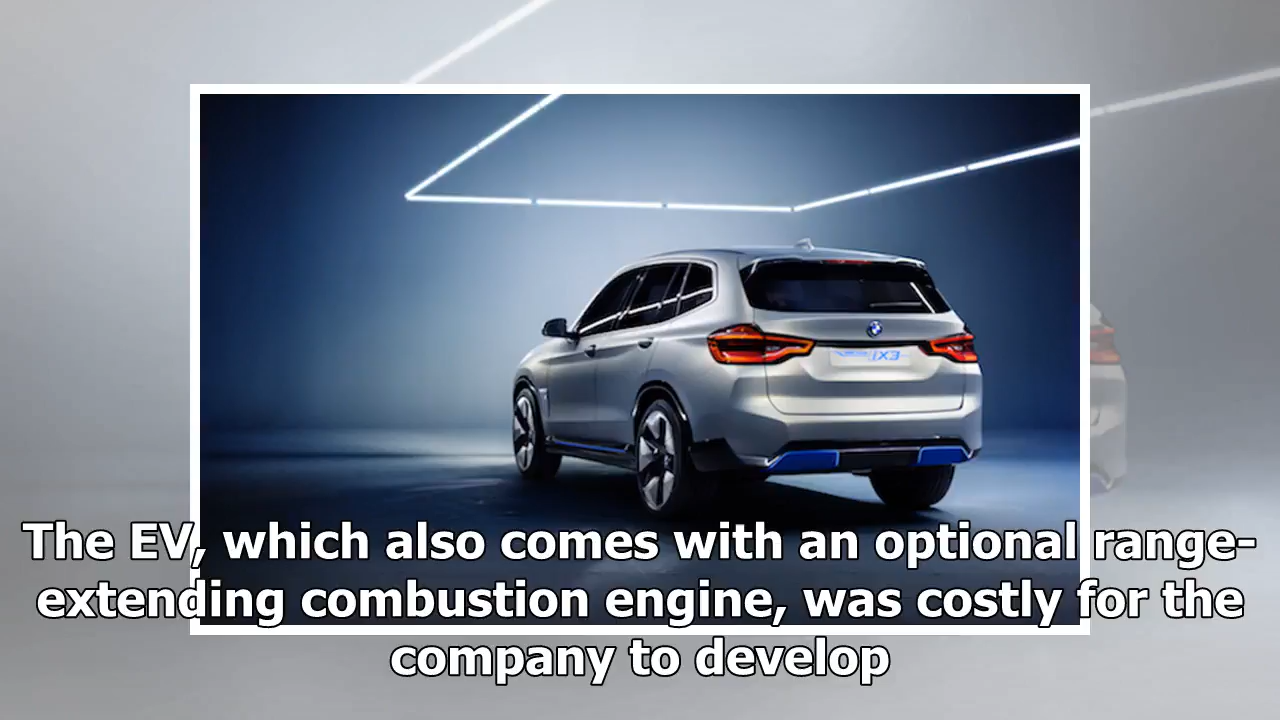 iX3
The EV, which also comes with an optional range-
extending combustion engine, was costly for the
company to develop